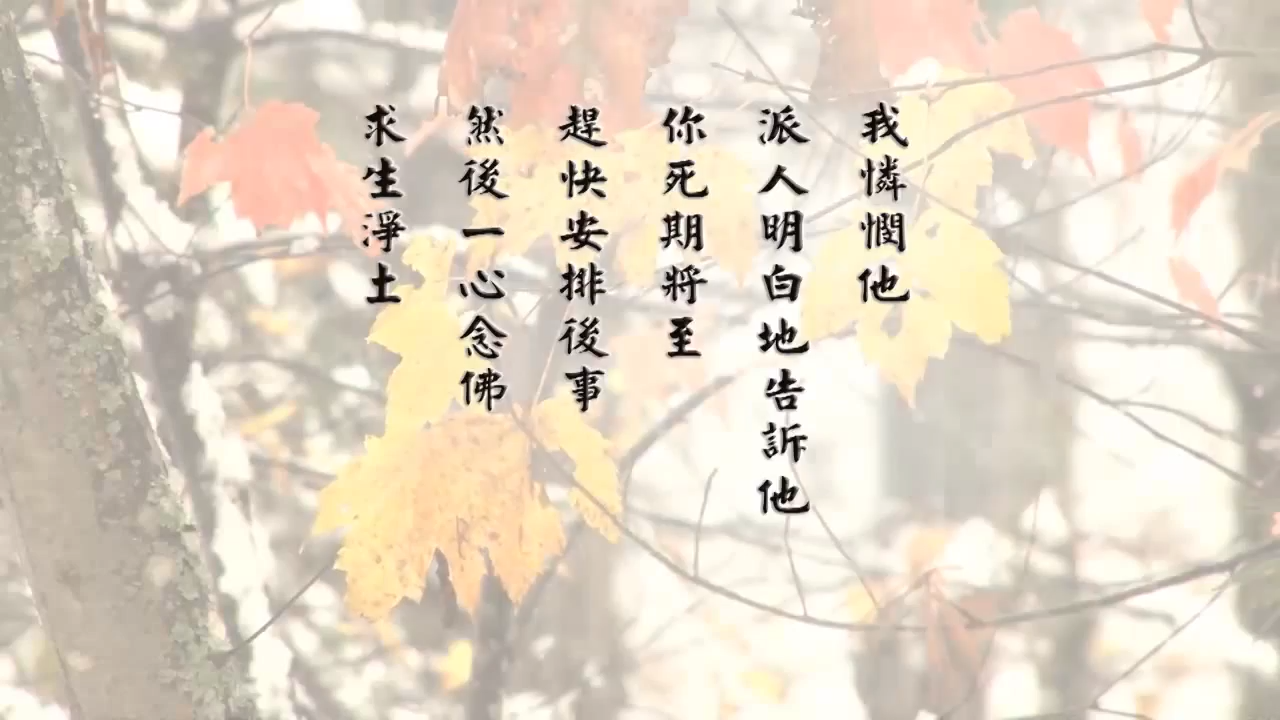 我憐憫他
派人明白地告訴他
你死期將至
趕快安排後事
然後一心念佛
求生淨土